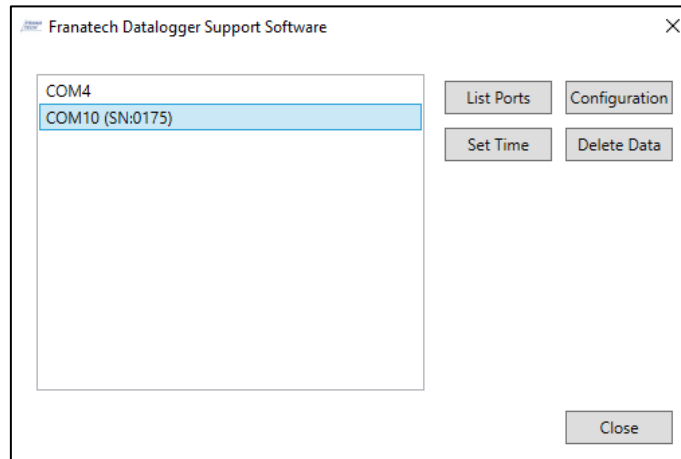 Franatech Datalogger Support Software
COM4
COM10 (SN:0175)
List Ports
Configuration
Set Time
Delete Data
Close